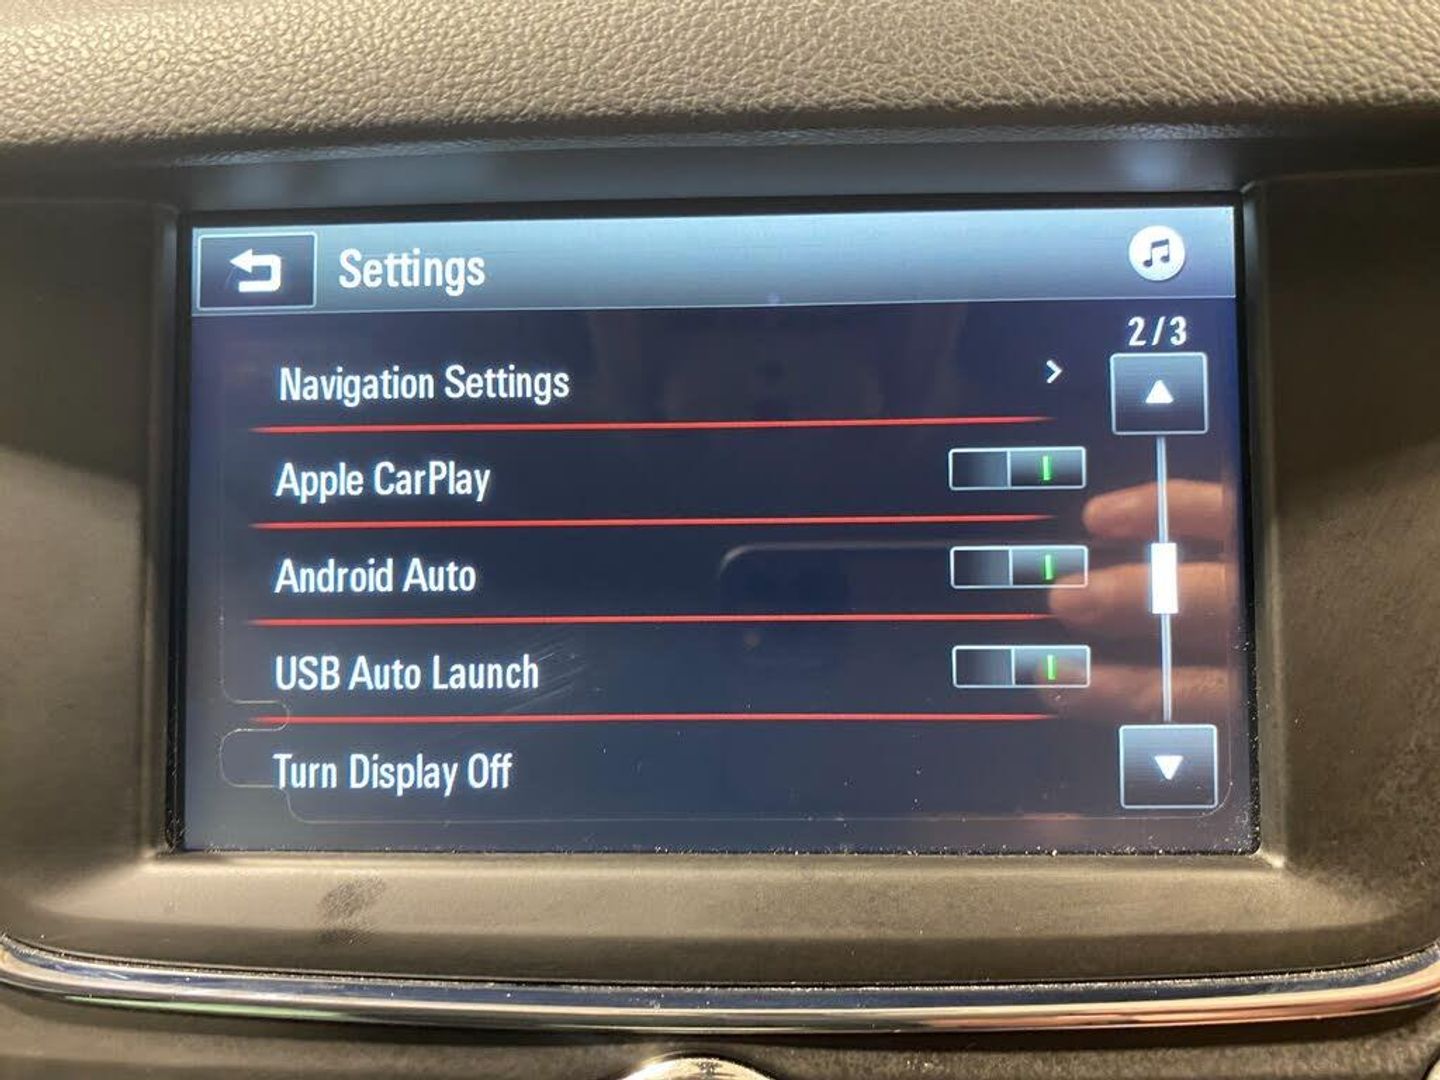 Settings
2/3
Navigation Settings
Apple CarPlay
Android Auto
USB Auto Launch
Turn Display Off